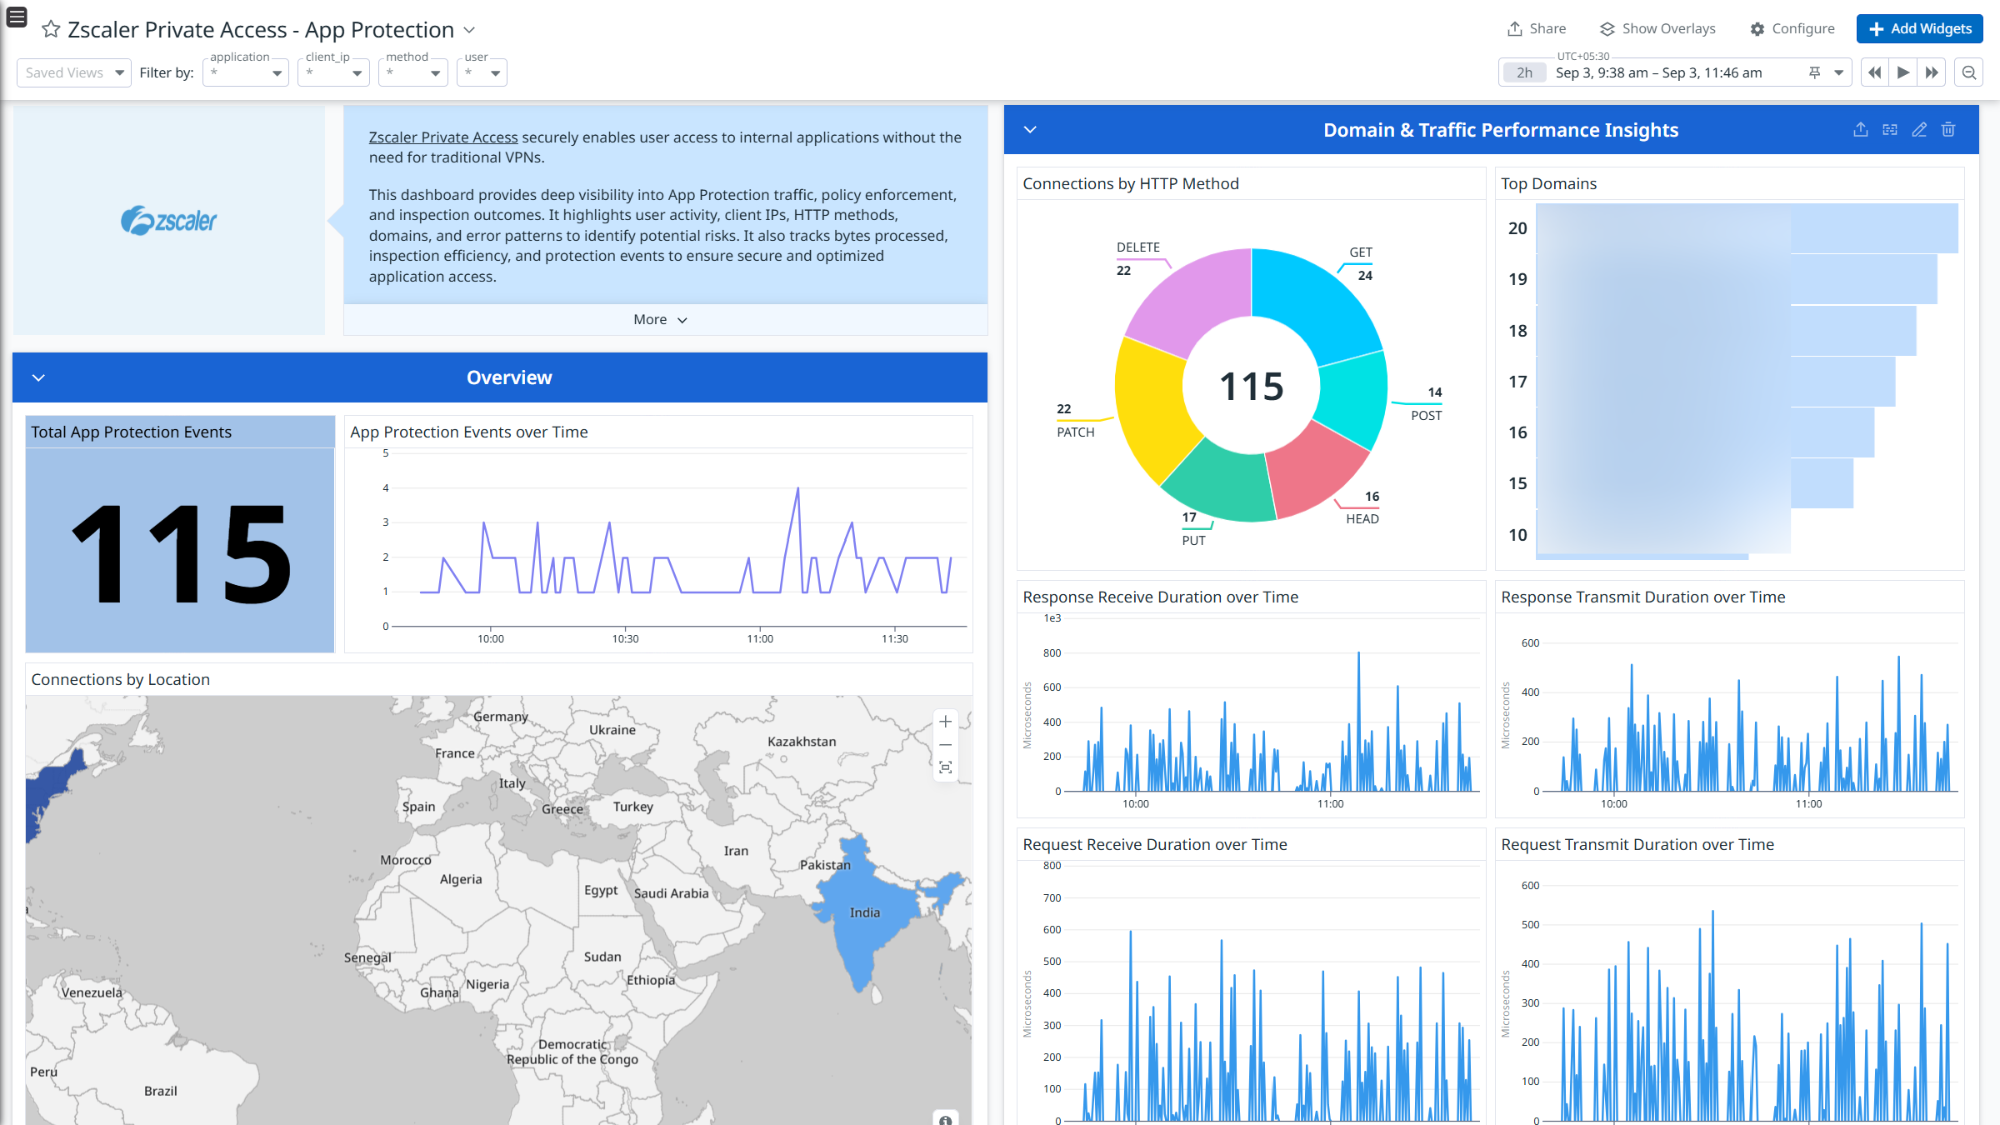 Zscaler Private Access - App Protection
Share
Show Overlays
Configure
Add Widgets
Saved Views
Filter by:
application
*
client_ip
*
method
*
user
*
UTC+05:30
2h
Sep 3, 9:38 am – Sep 3, 11:46 am
zscaler
Zscaler Private Access securely enables user access to internal applications without the
need for traditional VPNs.
This dashboard provides deep visibility into App Protection traffic, policy enforcement,
and inspection outcomes. It highlights user activity, client IPs, HTTP methods,
domains, and error patterns to identify potential risks. It also tracks bytes processed,
inspection efficiency, and protection events to ensure secure and optimized
application access.
More
Overview
Total App Protection Events
115
App Protection Events over Time
5
4
3
2
1
0
10:00
10:30
11:00
11:30
Connections by Location
Germany
Ukraine
Kazakhstan
France
Italy
Spain
Greece
Turkey
Morocco
Algeria
Egypt
Saudi Arabia
Iran
Pakistan
India
Senegal
Sudan
Ethiopia
Nigeria
Ghana
Venezuela
Democratic
Republic of the Congo
Peru
Brazil
Domain & Traffic Performance Insights
Connections by HTTP Method
DELETE
22
GET
24
115
14
POST
22
PATCH
16
HEAD
17
PUT
Top Domains
20
19
18
17
16
15
10
Response Receive Duration over Time
1e3
800
600
400
200
0
Microseconds
10:00
11:00
Response Transmit Duration over Time
600
400
200
0
Microseconds
10:00
11:00
Request Receive Duration over Time
800
700
600
500
400
300
200
100
0
Microseconds
Request Transmit Duration over Time
600
500
400
300
200
100
0
Microseconds